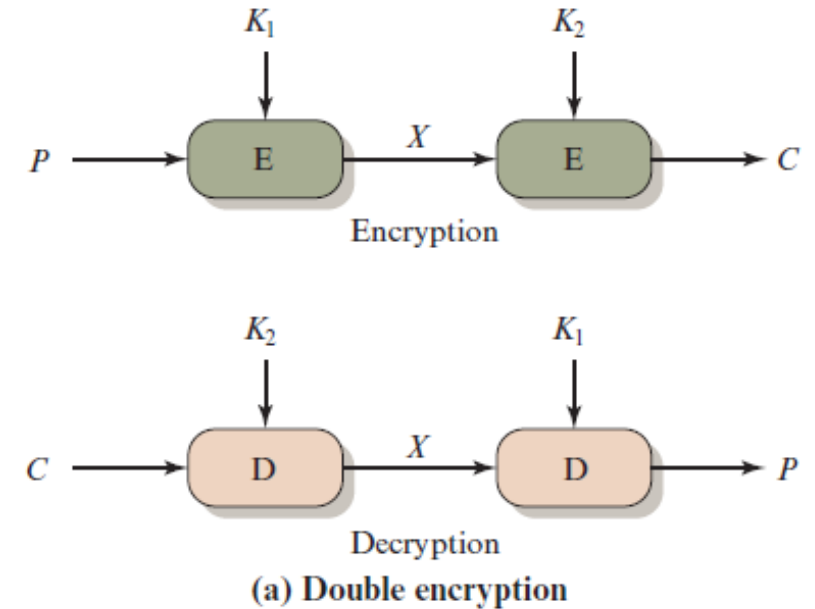 K₁ K₂
P E X E C
Encryption
K₂ K₁
C D X D P
Decryption
(a) Double encryption